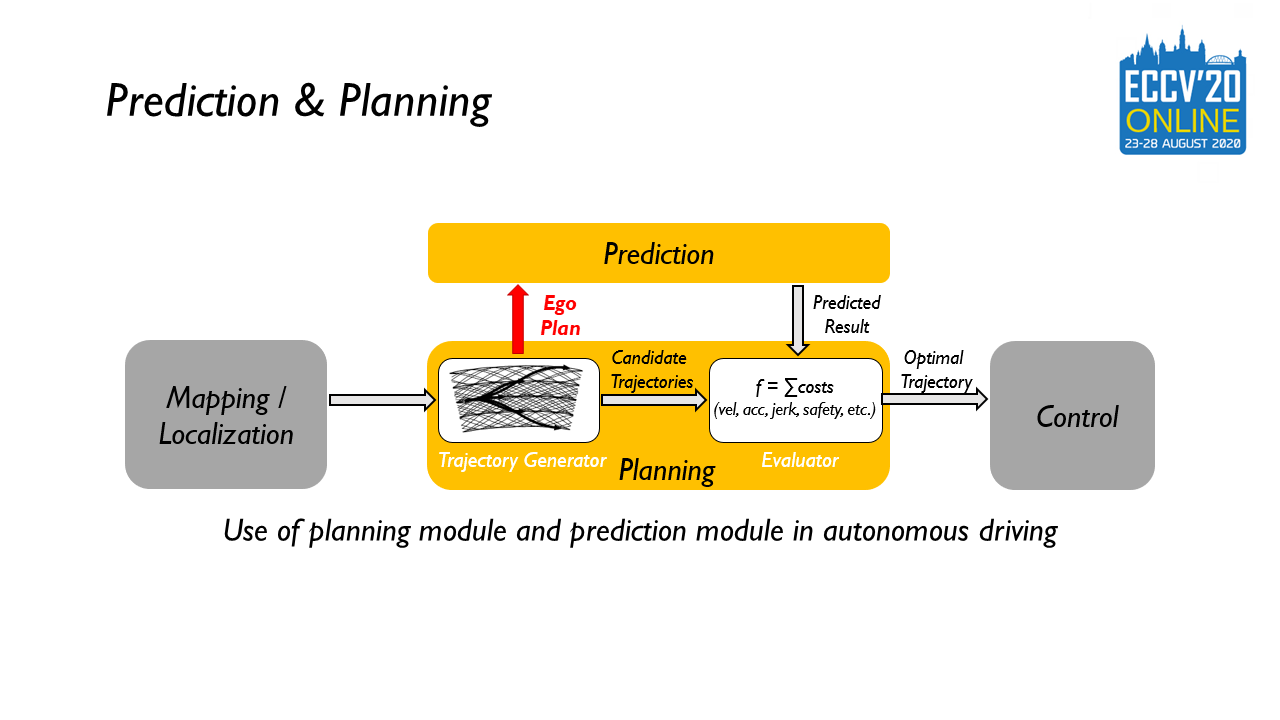 Prediction & Planning
ECCV'20
ONLINE
23-28 AUGUST 2020
Prediction
Ego
Plan
Predicted
Result
Mapping /
Localization
Candidate
Trajectories
f = ∑costs
(vel, acc, jerk, safety, etc.)
Optimal
Trajectory
Control
Trajectory Generator
Planning
Evaluator
Use of planning module and prediction module in autonomous driving